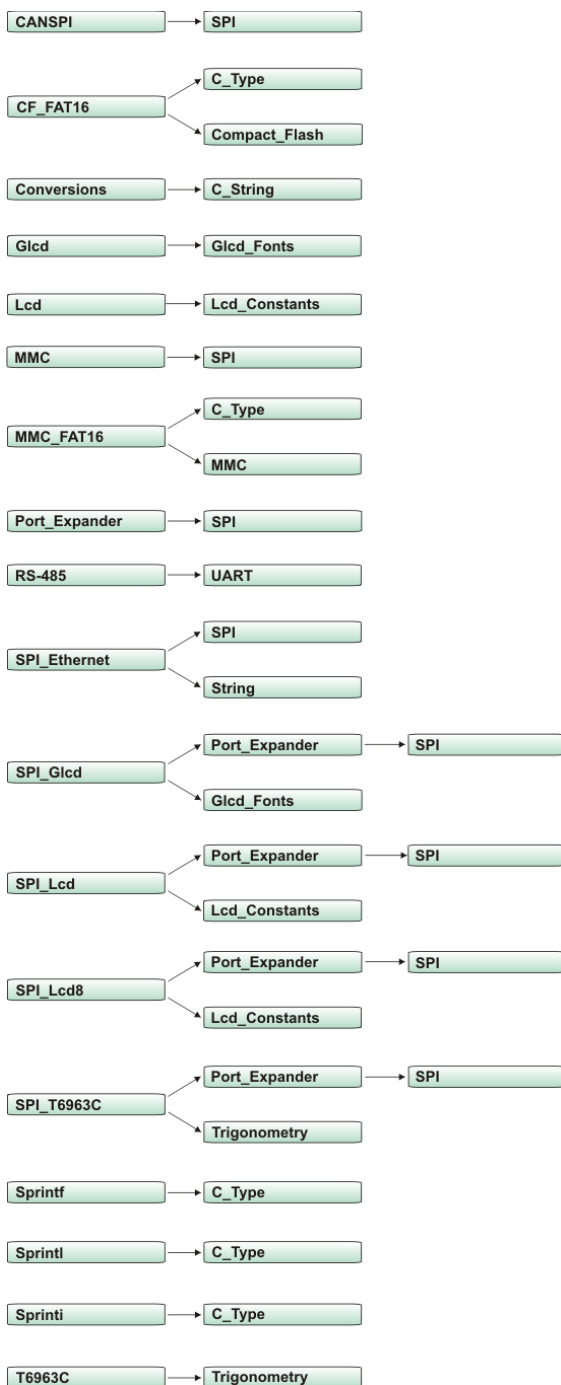 CANSPI
SPI
C_Type
CF_FAT16
Compact_Flash
Conversions
C_String
Glcd
Glcd_Fonts
Lcd
Lcd_Constants
MMC
SPI
C_Type
MMC_FAT16
MMC
Port_Expander
SPI
RS-485
UART
SPI
SPI_Ethernet
String
Port_Expander
SPI
SPI_Glcd
Glcd_Fonts
Port_Expander
SPI
SPI_Lcd
Lcd_Constants
Port_Expander
SPI
SPI_Lcd8
Lcd_Constants
Port_Expander
SPI
SPI_T6963C
Trigonometry
Sprintf
C_Type
Sprintl
C_Type
Sprinti
C_Type
T6963C
Trigonometry